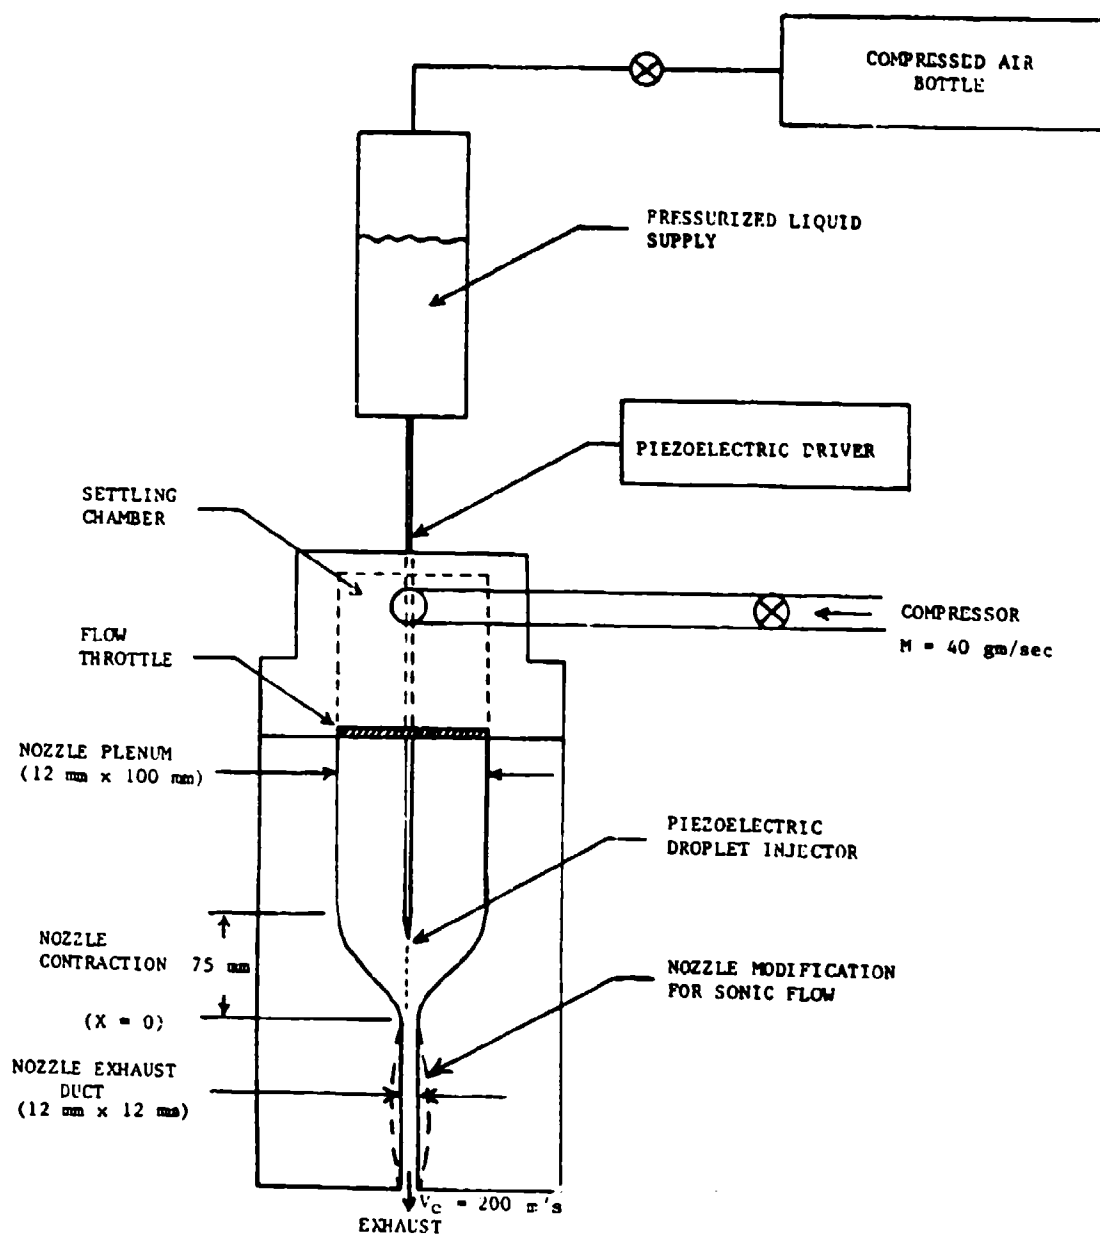 COMPRESSED AIR
BOTTLE
PRESSURIZED LIQUID
SUPPLY
PIEZOELECTRIC DRIVER
SETTLING
CHAMBER
COMPRESSOR
M = 40 gm/sec
FLOW
THROTTLE
NOZZLE PLENUM
(12 mm x 100 mm)
PIEZOELECTRIC
DROPLET INJECTOR
NOZZLE
CONTRACTION 75 mm
NOZZLE MODIFICATION
FOR SONIC FLOW
(X = 0)
NOZZLE EXHAUST
DUCT
(12 mm x 12 mm)
Vc = 200 m's
EXHAUST